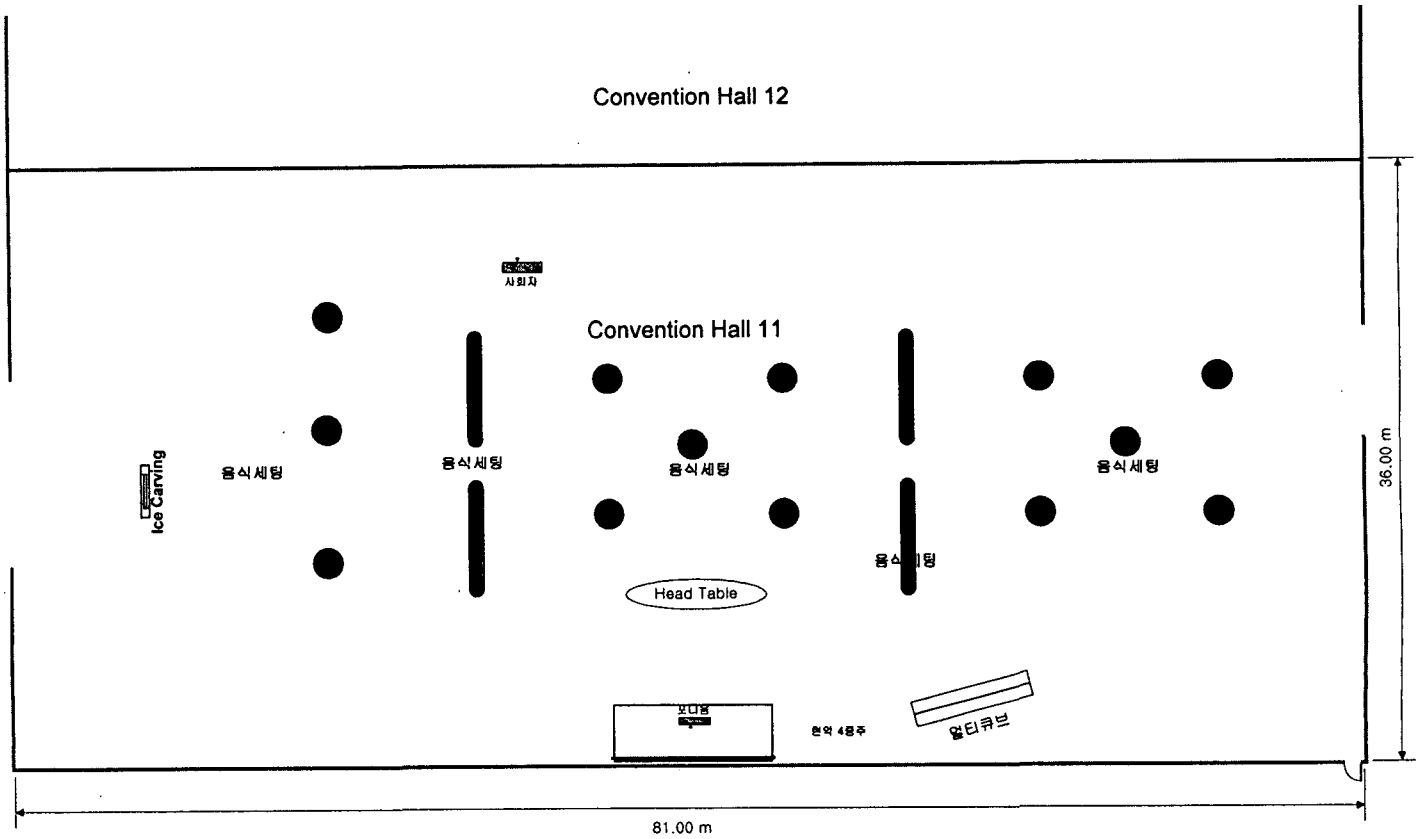 Convention Hall 12
사회자
Convention Hall 11
Ice Carving
음식세팅
음식세팅
음식세팅
음식세팅
36.00 m
Head Table
포디움
현악 4중주
멀티큐브
81.00 m